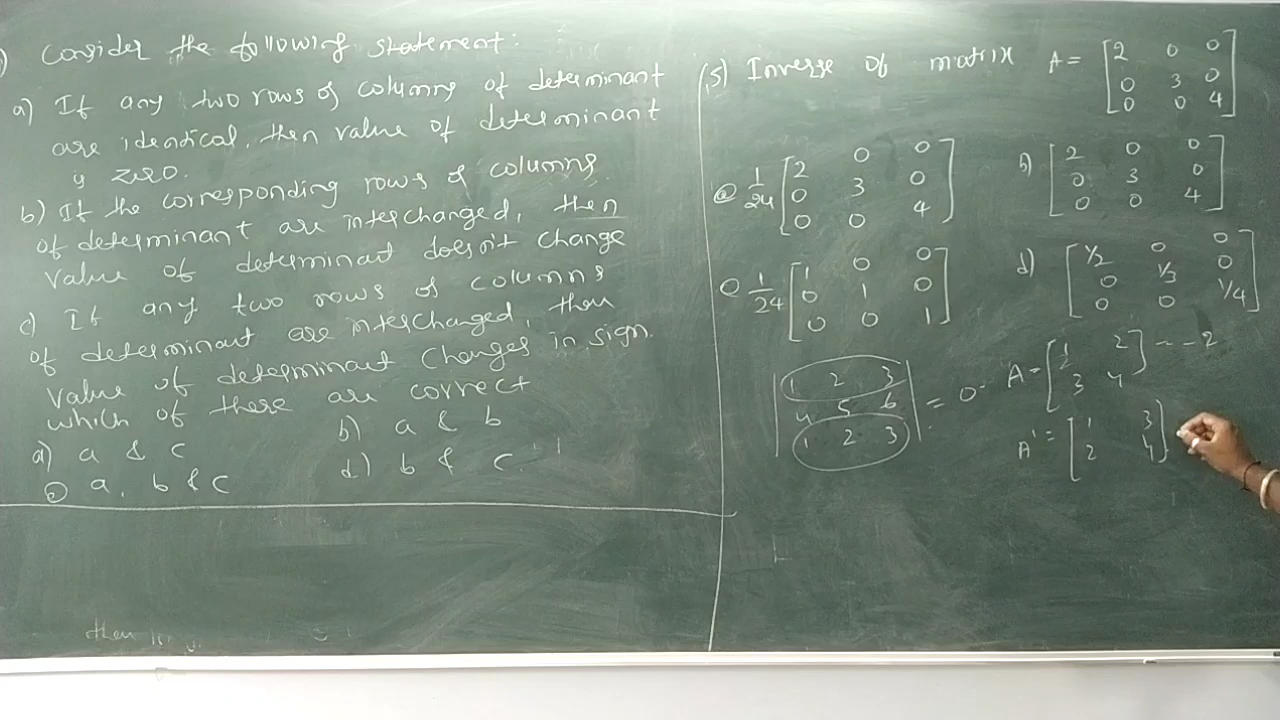 ) Consider the following statement:
a) If any two rows of columns of determinant
are identical, then value of determinant
is zero.
b) If the corresponding rows of columns
of determinant are interchanged, then
value of determinant doesn't change
c) If any two rows of columns
of determinant are interchanged, then
value of determinant changes in sign.
which of these are correct
a) a & c b) a & b
c) a, b & c d) b & c
then
15) Inverse of matrix A = [2 0 0
0 3 0
0 0 4]
a) 1/24 [2 0 0
0 3 0
0 0 4]
b) [2 0 0
0 3 0
0 0 4]
c) 1/24 [1 0 0
0 1 0
0 0 1]
d) [1/2 0 0
0 1/3 0
0 0 1/4]
|1 2 3
4 5 6
1 2 3| = 0
A = [1 2
3 4] -- 2
A' = [1 3
2 4]